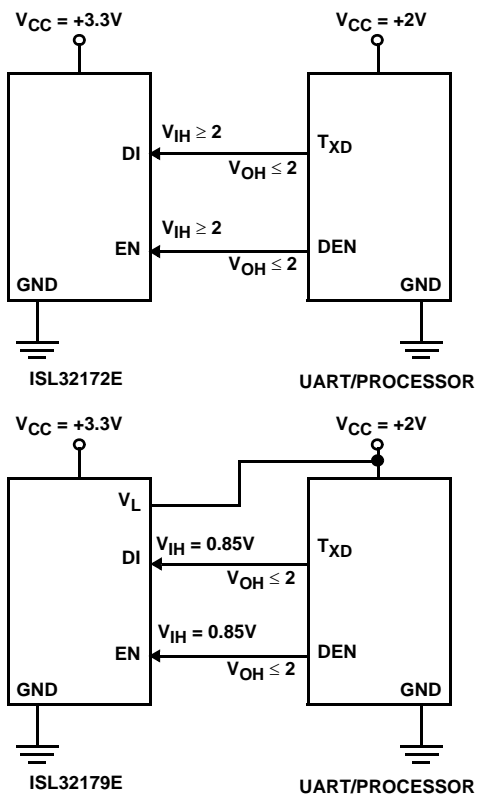 VCC = +3.3V
VCC = +2V
VIH ≥ 2
DI
TXD
VOH ≤ 2
VIH ≥ 2
EN
DEN
VOH ≤ 2
GND
GND
ISL32172E
UART/PROCESSOR
VCC = +3.3V
VCC = +2V
VL
VIH = 0.85V
DI
TXD
VOH ≤ 2
VIH = 0.85V
EN
DEN
VOH ≤ 2
GND
GND
ISL32179E
UART/PROCESSOR